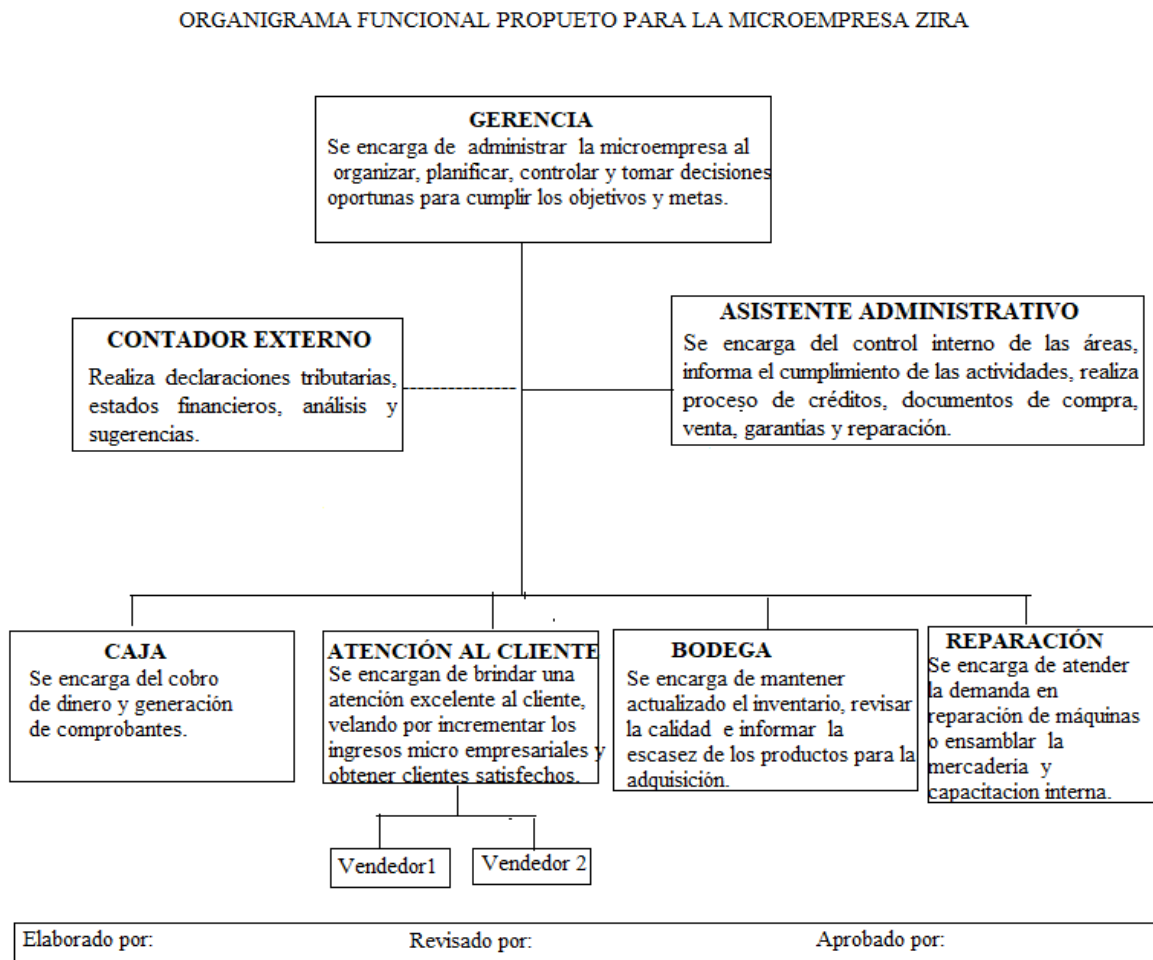 ORGANIGRAMA FUNCIONAL PROPUETO PARA LA MICROEMPRESA ZIRA
GERENCIA
Se encarga de administrar la microempresa al
organizar, planificar, controlar y tomar decisiones
oportunas para cumplir los objetivos y metas.
CONTADOR EXTERNO
Realiza declaraciones tributarias,
estados financieros, análisis y
sugerencias.
ASISTENTE ADMINISTRATIVO
Se encarga del control interno de las áreas,
informa el cumplimiento de las actividades, realiza
proceso de créditos, documentos de compra,
venta, garantías y reparación.
CAJA
Se encarga del cobro
de dinero y generación
de comprobantes.
ATENCIÓN AL CLIENTE
Se encargan de brindar una
atención excelente al cliente,
velando por incrementar los
ingresos micro empresariales y
obtener clientes satisfechos.
Vendedor1
Vendedor 2
BODEGA
Se encarga de mantener
actualizado el inventario, revisar
la calidad e informar la
escasez de los productos para la
adquisición.
REPARACIÓN
Se encarga de atender
la demanda en
reparación de máquinas
o ensamblar la
mercadería y
capacitacion interna.
Elaborado por:
Revisado por:
Aprobado por: